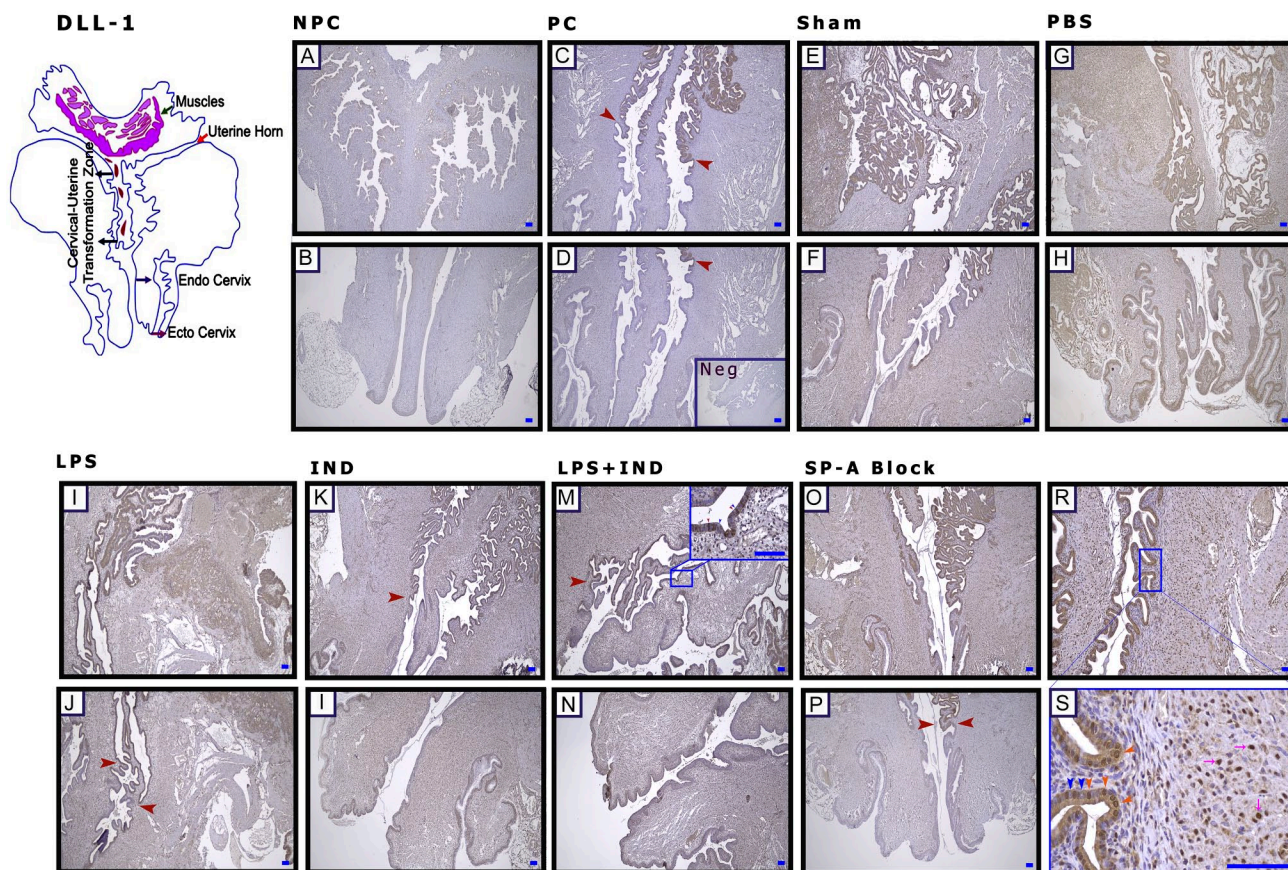 DLL-1
NPC
PC
Sham
PBS
A
C
E
G
Muscles
Uterine Horn
Cervical-Uterine
Transformation Zone
Endo Cervix
Ecto Cervix
B
D
Neg
F
H
LPS
IND
LPS+IND
SP-A Block
I
K
M
O
R
J
I
N
P
S